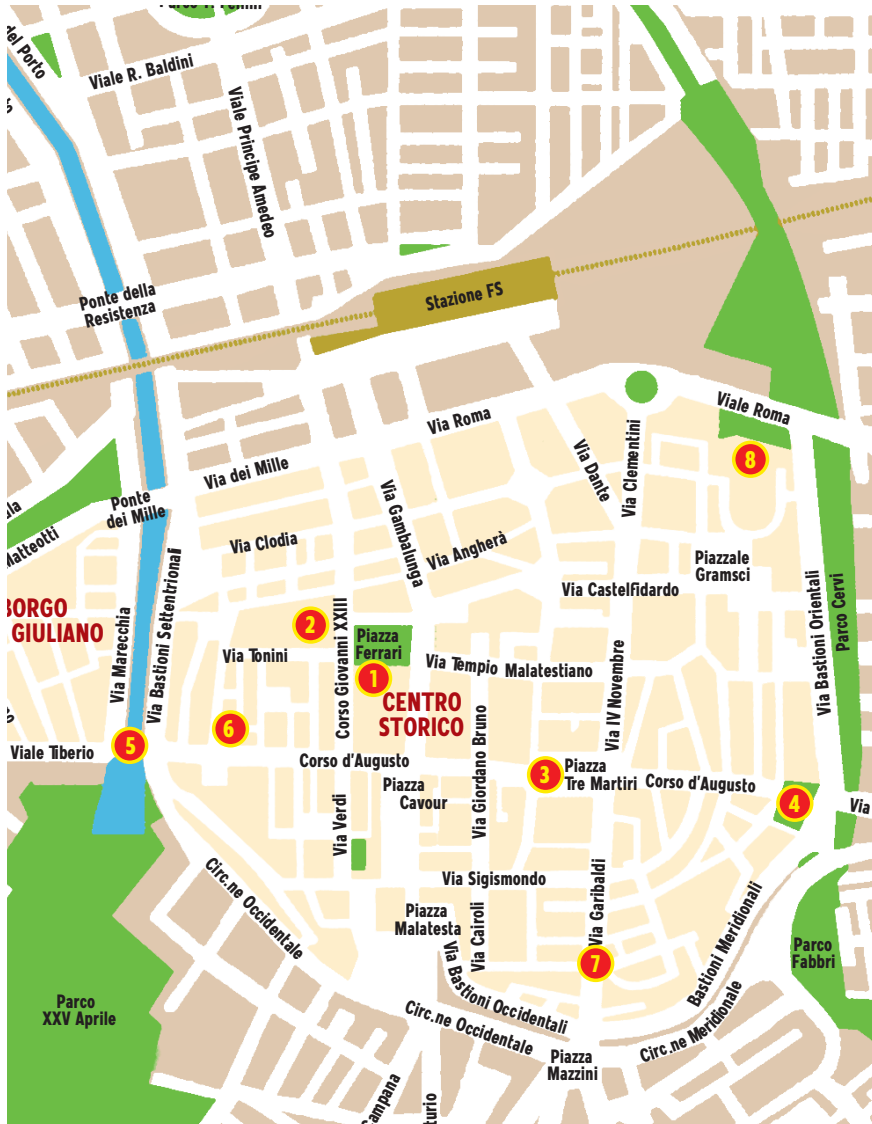 del Porto
Viale R. Baldini
Viale Principe Amedeo
Ponte della
Resistenza
Stazione FS
Viale Roma
Via Roma
Via Clementini
Via Dante
8
Via dei Mille
Ponte
dei Mille
Matteotti
Via Gambalunga
Via Clodia
Via Angherà
Piazzale
Gramsci
Via Castelfidardo
BORGO
GIULIANO
Via Marecchia
Via Bastioni Settentrionali
2
Corso Giovanni XXIII
Piazza
Ferrari
1
Via Tonini
Via Tempio Malatestiano
Via IV Novembre
Via Bastioni Orientali
Parco Cervi
CENTRO
STORICO
Viale Tiberio
5
6
Corso d'Augusto
Via Giordano Bruno
3
Piazza
Tre Martiri
Corso d'Augusto
4
Via
Piazza
Cavour
Via Verdi
Circ.ne Occidentale
Via Sigismondo
Via Garibaldi
Piazza
Malatesta
Via Cairoli
7
Via Bastioni Occidentali
Bastioni Meridionali
Parco
Fabbri
Parco
XXV Aprile
Circ.ne Occidentale
Circ.ne Meridionale
Piazza
Mazzini
Campana
turio